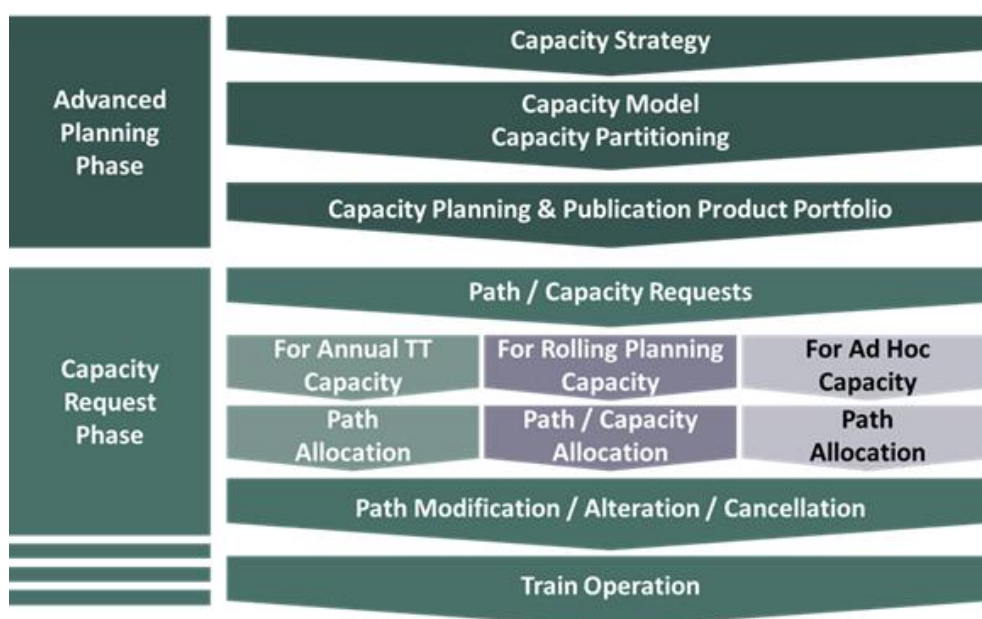 Advanced
Planning
Phase
Capacity Strategy
Capacity Model
Capacity Partitioning
Capacity Planning & Publication Product Portfolio
Capacity
Request
Phase
Path / Capacity Requests
For Annual TT
Capacity
For Rolling Planning
Capacity
For Ad Hoc
Capacity
Path
Allocation
Path / Capacity
Allocation
Path
Allocation
Path Modification / Alteration / Cancellation
Train Operation